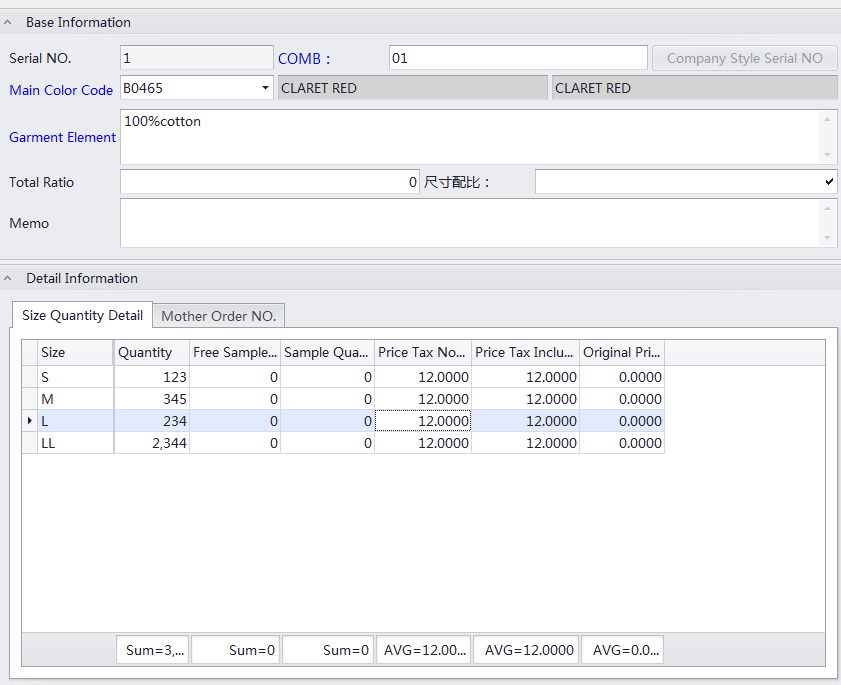 Base Information
Serial NO. 1 COMB : 01 Company Style Serial NO
Main Color Code B0465 CLARET RED CLARET RED
Garment Element 100%cotton
Total Ratio 0 尺寸配比：
Memo
Detail Information
Size Quantity Detail Mother Order NO.
Size Quantity Free Sample... Sample Qua... Price Tax No... Price Tax Inclu... Original Pri...
S 123 0 0 12.0000 12.0000 0.0000
M 345 0 0 12.0000 12.0000 0.0000
L 234 0 0 12.0000 12.0000 0.0000
LL 2,344 0 0 12.0000 12.0000 0.0000
Sum=3,... Sum=0 Sum=0 AVG=12.00... AVG=12.0000 AVG=0.0...